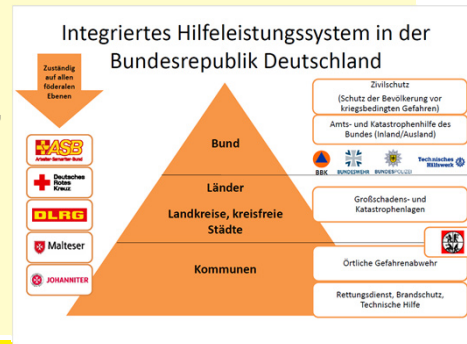 Integriertes Hilfeleistungssystem in der
Bundesrepublik Deutschland
Zuständig
auf allen
föderalen
Ebenen
ASB
Arbeiter-Samariter-Bund
Deutsches
Rotes
Kreuz
DLRG
Malteser
JOHANNITER
Bund
Länder
Landkreise, kreisfreie
Städte
Kommunen
Zivilschutz
(Schutz der Bevölkerung vor
kriegsbedingten Gefahren)
Amts- und Katastrophenhilfe des
Bundes (Inland/Ausland)
BBK
BUNDESWEHR
BUNDESPOLIZEI
Technisches
Hilfswerk
Großschadens- und
Katastrophenlagen
Örtliche Gefahrenabwehr
Rettungsdienst, Brandschutz,
Technische Hilfe